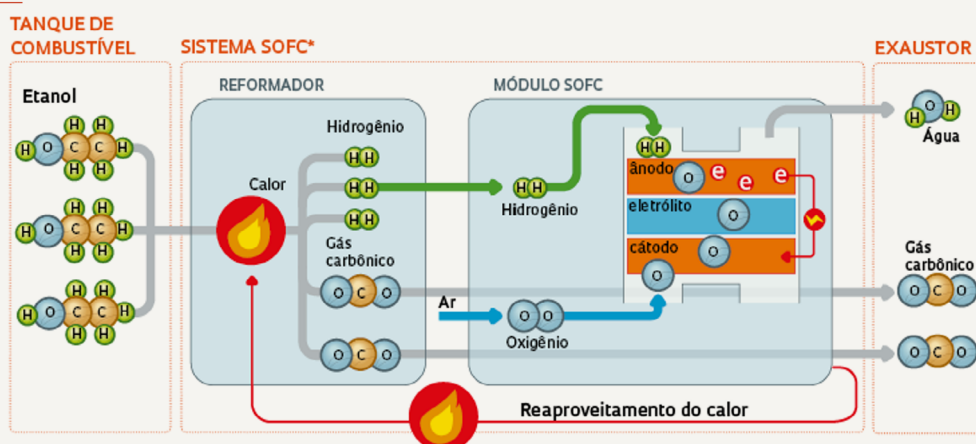 TANQUE DE
COMBUSTÍVEL
SISTEMA SOFC*
EXAUSTOR
REFORMADOR
MÓDULO SOFC
Etanol
H H
H O C C H
H H
H H
H O C C H
H H
H H
H O C C H
H H
Calor
Hidrogênio
H H
H H
H H
Gás
carbônico
O C O
O C O
Hidrogênio
H H
Ar
O O
Oxigênio
H H
ânodo
O e e e
eletrólito
O
cátodo
O
O
H O H
Água
Gás
carbônico
O C O
O C O
Reaproveitamento do calor